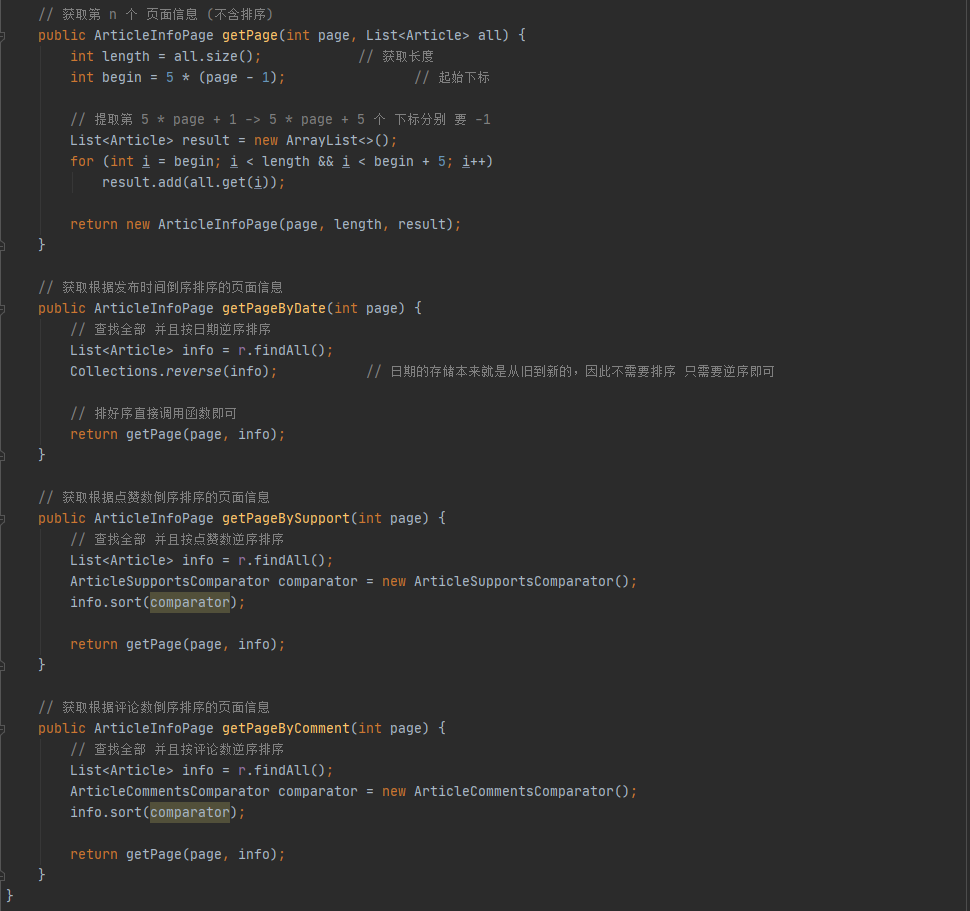 // 获取第 n 个 页面信息 (不含排序)
public ArticleInfoPage getPage(int page, List<Article> all) {
int length = all.size(); // 获取长度
int begin = 5 * (page - 1); // 起始下标
// 提取第 5 * page + 1 -> 5 * page + 5 个 下标分别 要 -1
List<Article> result = new ArrayList<>();
for (int i = begin; i < length && i < begin + 5; i++)
result.add(all.get(i));
return new ArticleInfoPage(page, length, result);
}
// 获取根据发布时间倒序排序的页面信息
public ArticleInfoPage getPageByDate(int page) {
// 查找全部 并且按日期逆序排序
List<Article> info = r.findAll();
Collections.reverse(info); // 日期的存储本来就是从旧到新的，因此不需要排序 只需要逆序即可
// 排好序直接调用函数即可
return getPage(page, info);
}
// 获取根据点赞数倒序排序的页面信息
public ArticleInfoPage getPageBySupport(int page) {
// 查找全部 并且按点赞数逆序排序
List<Article> info = r.findAll();
ArticleSupportsComparator comparator = new ArticleSupportsComparator();
info.sort(comparator);
return getPage(page, info);
}
// 获取根据评论数倒序排序的页面信息
public ArticleInfoPage getPageByComment(int page) {
// 查找全部 并且按评论数逆序排序
List<Article> info = r.findAll();
ArticleCommentsComparator comparator = new ArticleCommentsComparator();
info.sort(comparator);
return getPage(page, info);
}
}